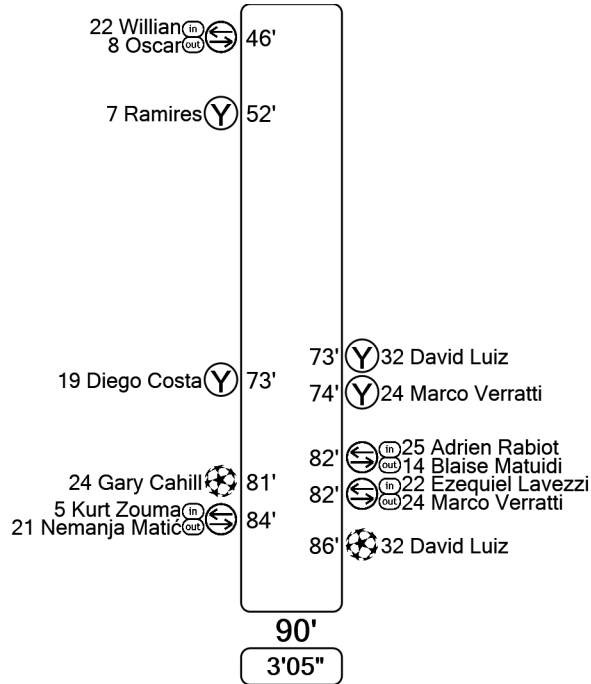 22 Willian in
8 Oscar out
46'
7 Ramires Y 52'
73' Y 32 David Luiz
19 Diego Costa Y 73'
74' Y 24 Marco Verratti
82' in 25 Adrien Rabiot
out 14 Blaise Matuidi
24 Gary Cahill 81'
82' in 22 Ezequiel Lavezzi
out 24 Marco Verratti
5 Kurt Zouma in
21 Nemanja Matić out
84'
86' 32 David Luiz
90'
3'05"